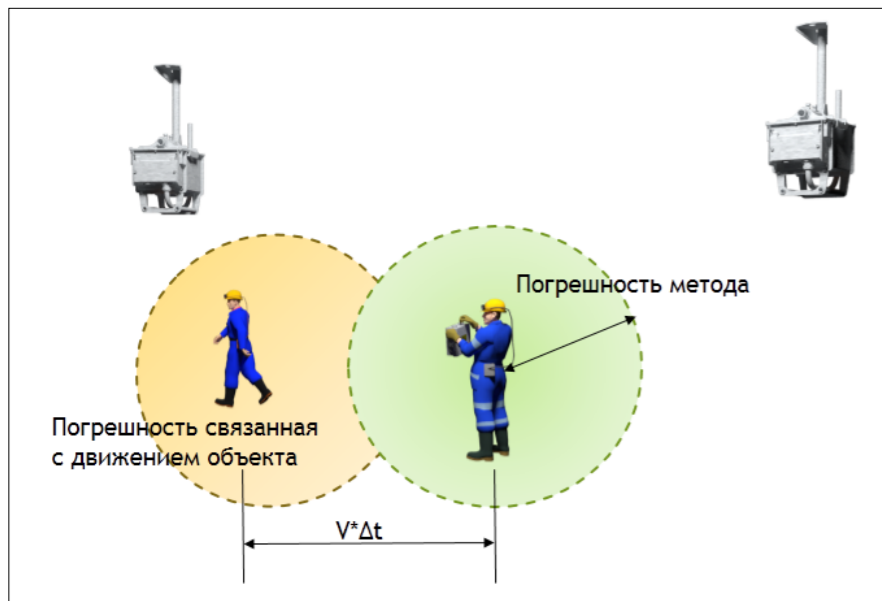 Погрешность метода
Погрешность связанная
с движением объекта
V*Δt